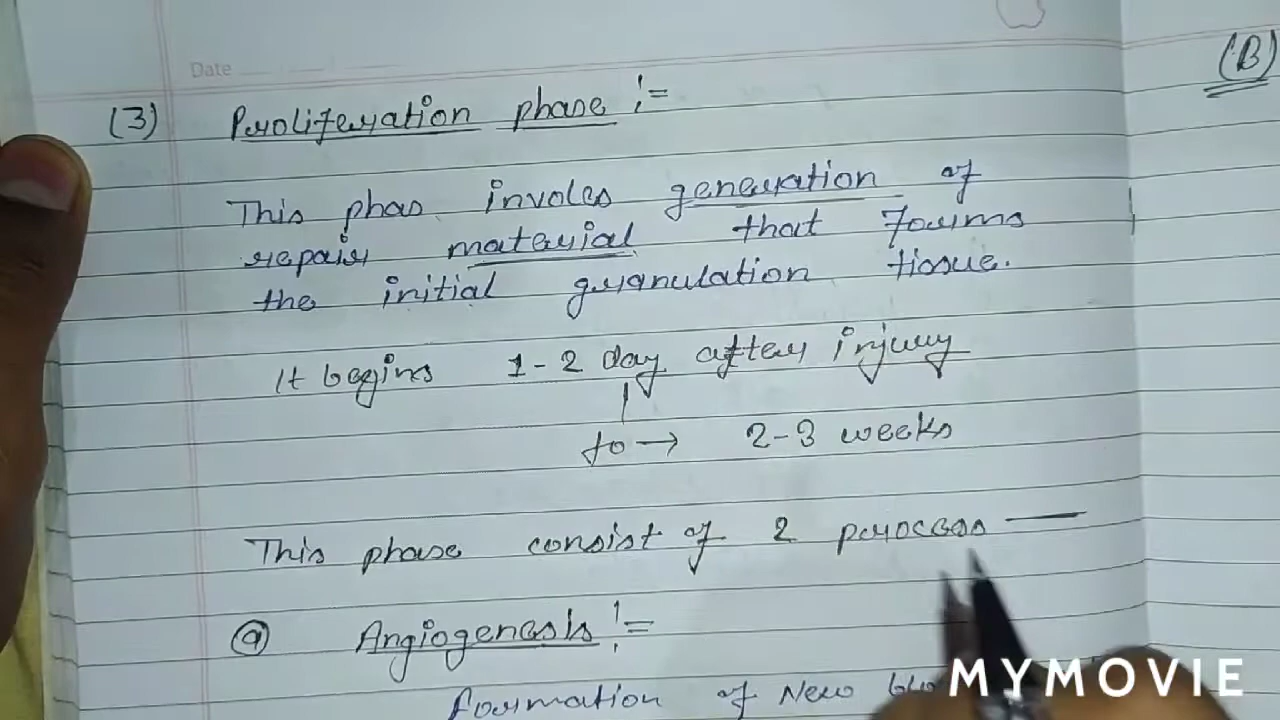 Date
(B)
(3) Proliferation phase :=
This phas involes generation of
repair material that forms
the initial granulation tissue.
It begins 1-2 day after injury
to → 2-3 weeks
This phase consist of 2 process —
(a) Angiogenesis :=
Formation of New
MYMOVIE